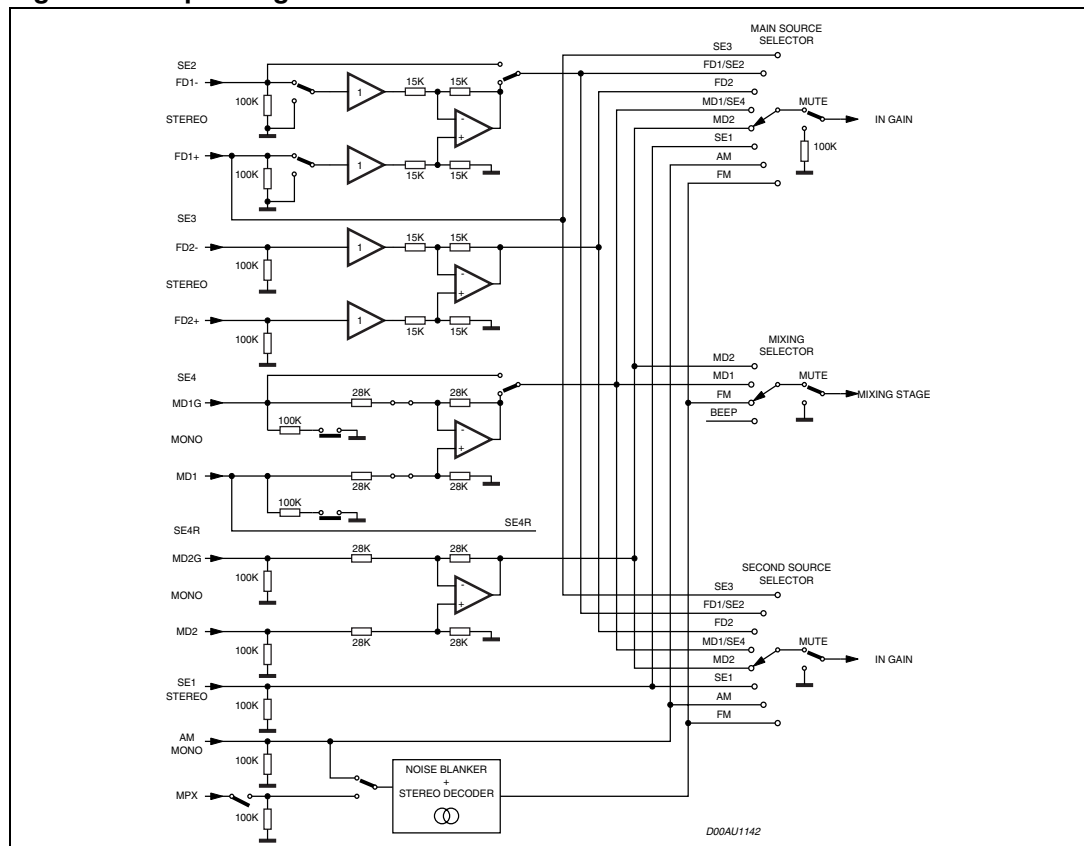 MAIN SOURCE
SELECTOR
SE3
SE2
FD1/SE2
FD1-
15K
15K
FD2
100K
1
MD1/SE4
MUTE
STEREO
-
+
MD2
IN GAIN
SE1
100K
FD1+
AM
1
100K
15K
15K
FM
SE3
FD2-
15K
15K
1
100K
STEREO
-
+
FD2+
1
100K
15K
15K
MIXING
SELECTOR
MD2
SE4
MD1
MUTE
MD1G
28K
28K
FM
MIXING STAGE
100K
BEEP
MONO
-
+
MD1
28K
28K
100K
SE4R
SE4R
MD2G
28K
28K
100K
SECOND SOURCE
SELECTOR
MONO
-
+
SE3
FD1/SE2
MD2
28K
28K
FD2
100K
MD1/SE4
MUTE
MD2
IN GAIN
SE1
STEREO
SE1
100K
AM
AM
MONO
FM
100K
NOISE BLANKER
+
STEREO DECODER
MPX
100K
D00AU1142